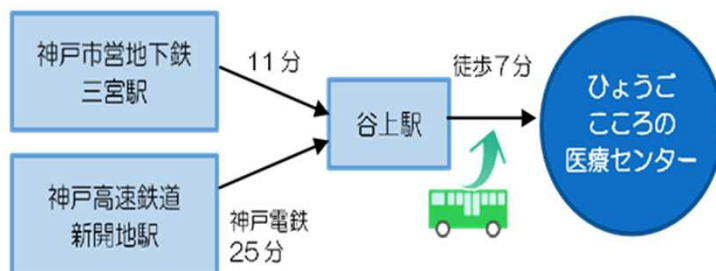 神戸市営地下鉄
三宮駅
11分
神戸高速鉄道
新開地駅
神戸電鉄
25分
谷上駅
徒歩7分
ひょうご
こころの
医療センター